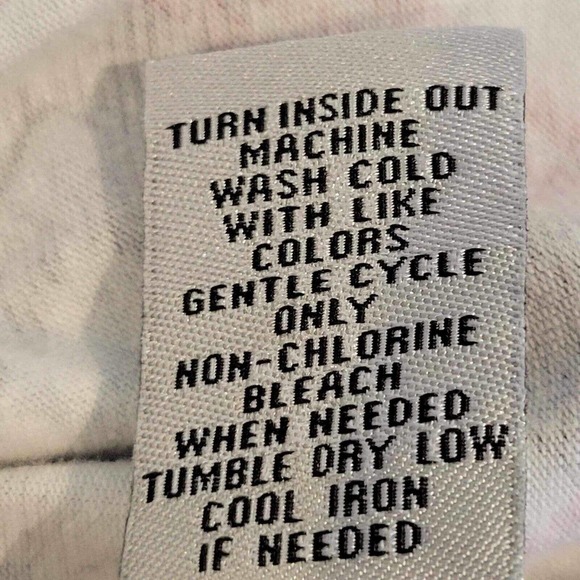 TURN INSIDE OUT
MACHINE
WASH COLD
WITH LIKE
COLORS
GENTLE CYCLE
ONLY
NON-CHLORINE
BLEACH
WHEN NEEDED
TUMBLE DRY LOW
COOL IRON
IF NEEDED